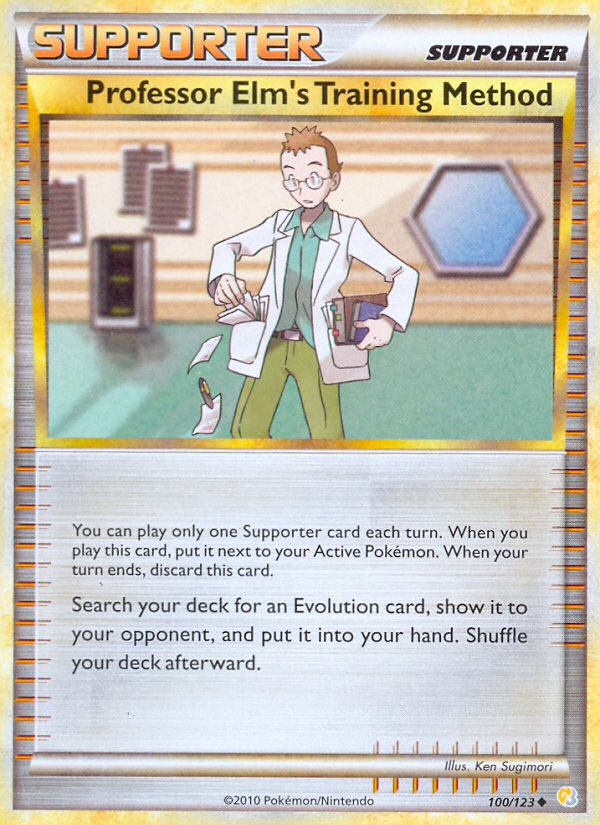 SUPPORTER
SUPPORTER
Professor Elm's Training Method
You can play only one Supporter card each turn. When you
play this card, put it next to your Active Pokémon. When your
turn ends, discard this card.
Search your deck for an Evolution card, show it to
your opponent, and put it into your hand. Shuffle
your deck afterward.
Illus. Ken Sugimori
©2010 Pokémon/Nintendo
100/123